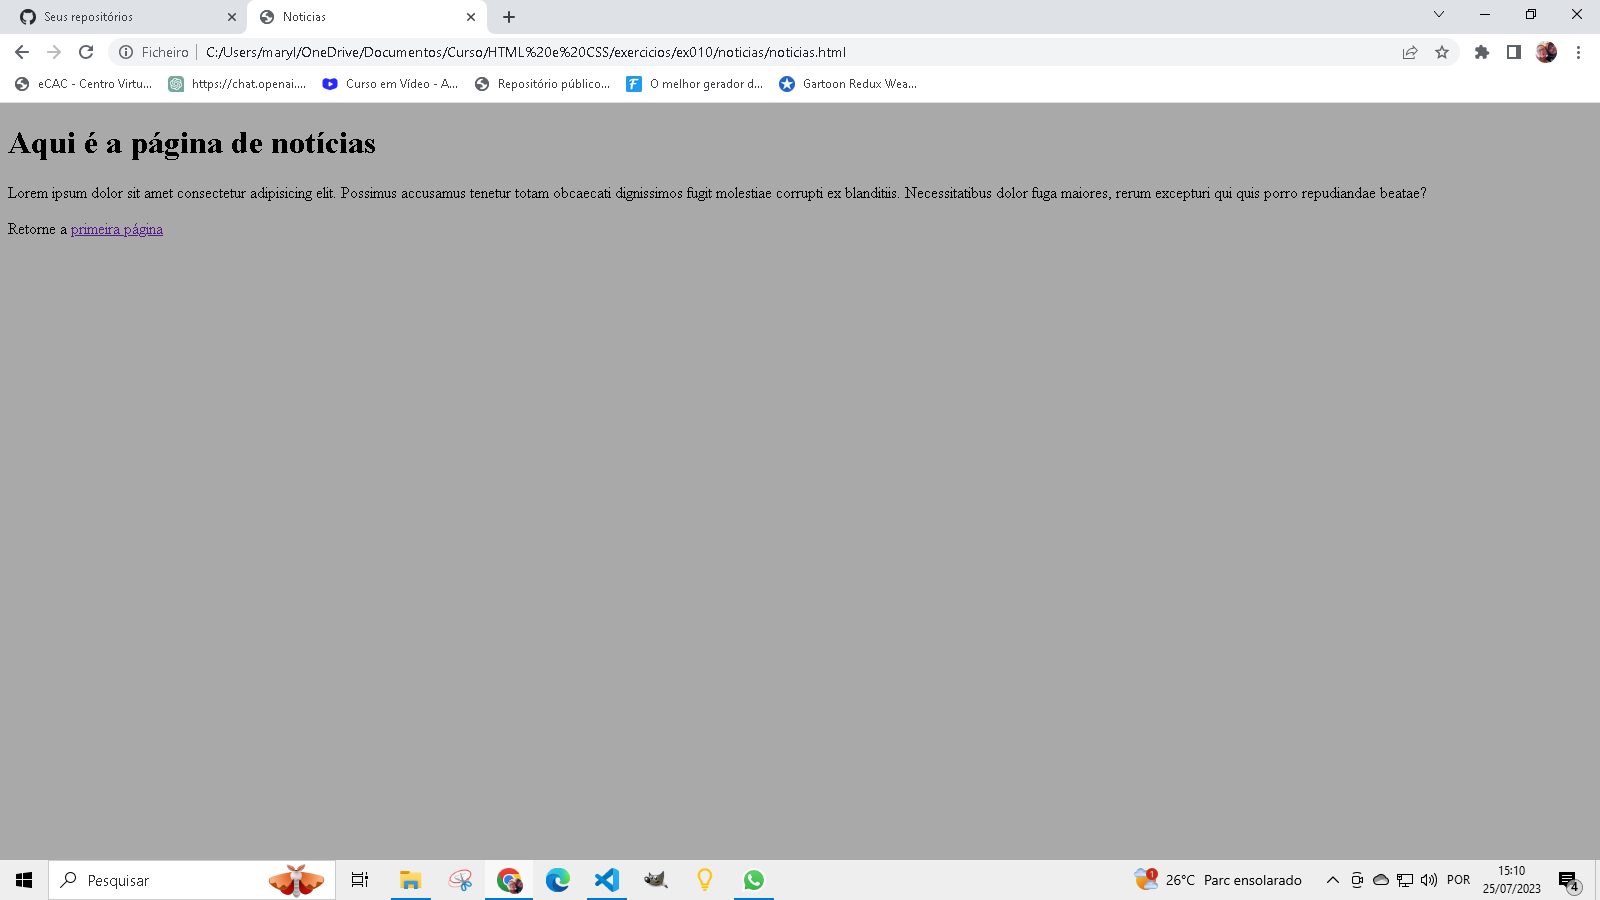 Seus repositórios
Noticias
Ficheiro
C:/Users/maryl/OneDrive/Documentos/Curso/HTML%20e%20CSS/exercicios/ex010/noticias/noticias.html
eCAC - Centro Virtu...
https://chat.openai....
Curso em Vídeo - A...
Repositório público...
O melhor gerador d...
Gartoon Redux Wea...
Aqui é a página de notícias
Lorem ipsum dolor sit amet consectetur adipisicing elit. Possimus accusamus tenetur totam obcaecati dignissimos fugit molestiae corrupti ex blanditiis. Necessitatibus dolor fuga maiores, rerum excepturi qui quis porro repudiandae beatae?
Retorne a primeira página
Pesquisar
1
26°C Parc ensolarado
POR
15:10
25/07/2023
4